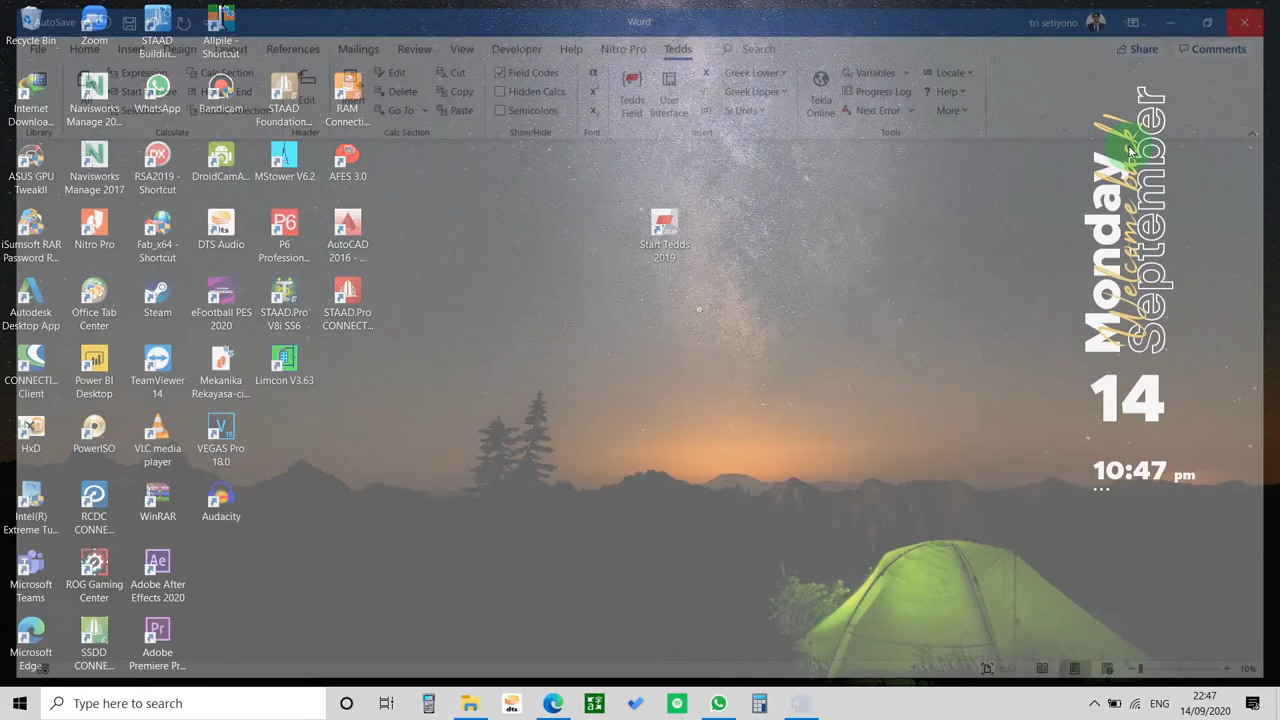 AutoSave
Word
tri setiyono
File
Home
Insert
Design
Layout
References
Mailings
Review
View
Developer
Help
Nitro Pro
Tedds
Search
Share
Comments
Expression
Calc Section
Edit
Cut
Field Codes
Greek Lower
Variables
Locale
Delete
Copy
Hidden Calcs
Greek Upper
Progress Log
Help
Go To
Paste
Semicolons
SI Units
Next Error
More
Edit
Insert
Tedds
Field
User
Interface
Tekla
Online
Library
Calculate
Header
Calc Section
Show/Hide
Font
Insert
Tools
Recycle Bin
Zoom
STAAD
Buildin...
Allpile -
Shortcut
Internet
Downloa...
Navisworks
Manage 20...
WhatsApp
Bandicam
STAAD
Foundation...
RAM
Connecti...
ASUS GPU
TweakII
Navisworks
Manage 2017
RSA2019 -
Shortcut
DroidCamA...
MStower V6.2
AFES 3.0
iSumsoft RAR
Password R...
Nitro Pro
Fab_x64 -
Shortcut
DTS Audio
P6
Profession...
AutoCAD
2016 - ...
Start Tedds
2019
Autodesk
Desktop App
Office Tab
Center
Steam
eFootball PES
2020
STAAD.Pro
V8i SS6
STAAD.Pro
CONNECT...
CONNECTI...
Client
Power BI
Desktop
TeamViewer
14
Mekanika
Rekayasa-ci...
Limcon V3.63
HxD
PowerISO
VLC media
player
VEGAS Pro
18.0
Intel(R)
Extreme Tu...
RCDC
CONNE...
WinRAR
Audacity
Microsoft
Teams
ROG Gaming
Center
Adobe After
Effects 2020
Microsoft
Edge
SSDD
CONNE...
Adobe
Premiere Pr...
Monday
September
Welcome back
14
10:47 pm
...
10%
Type here to search
ENG
22:47
14/09/2020